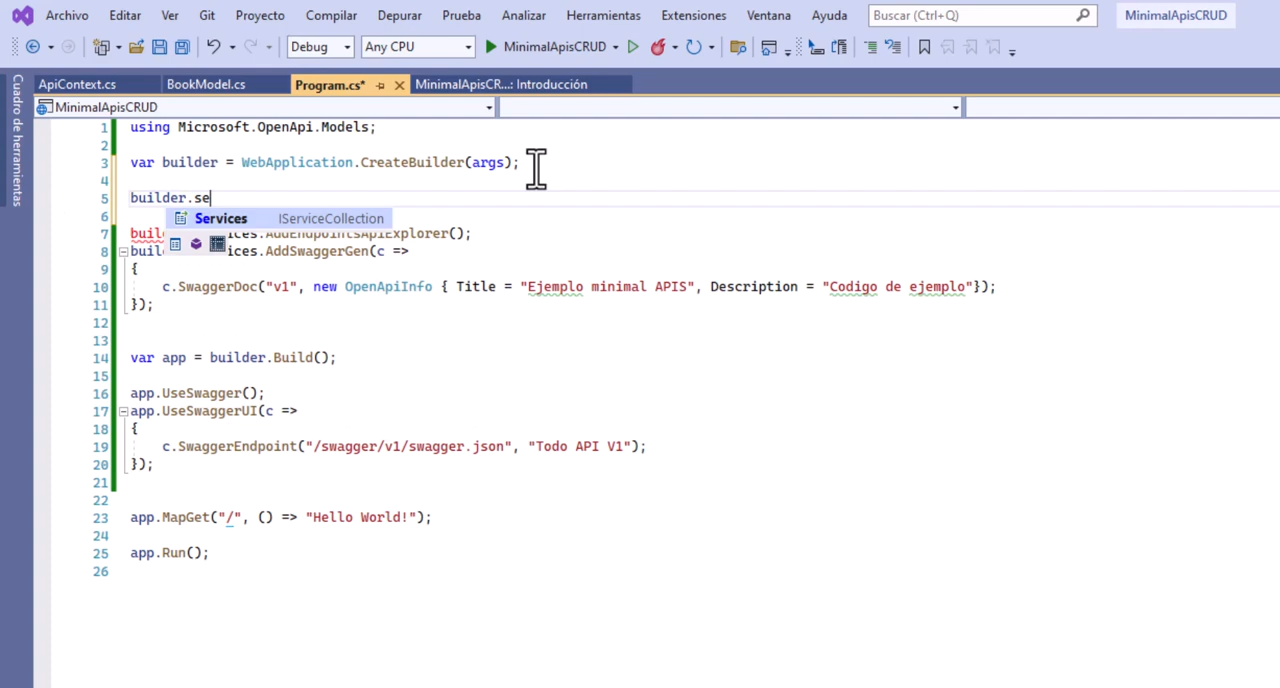 Archivo Editar Ver Git Proyecto Compilar Depurar Prueba Analizar Herramientas Extensiones Ventana Ayuda Buscar (Ctrl+Q) MinimalApisCRUD
Debug Any CPU MinimalApisCRUD
Cuadro de herramientas
ApiContext.cs BookModel.cs Program.cs* MinimalApisCR...: Introducción
MinimalApisCRUD
1 using Microsoft.OpenApi.Models;
2
3 var builder = WebApplication.CreateBuilder(args);
4
5 builder.se
Services IServiceCollection
6
7 buil ices.AddEndpointsApiExplorer();
8 buil ices.AddSwaggerGen(c =>
9 {
10 c.SwaggerDoc("v1", new OpenApiInfo { Title = "Ejemplo minimal APIS", Description = "Codigo de ejemplo"});
11 });
12
13
14 var app = builder.Build();
15
16 app.UseSwagger();
17 app.UseSwaggerUI(c =>
18 {
19 c.SwaggerEndpoint("/swagger/v1/swagger.json", "Todo API V1");
20 });
21
22
23 app.MapGet("/", () => "Hello World!");
24
25 app.Run();
26